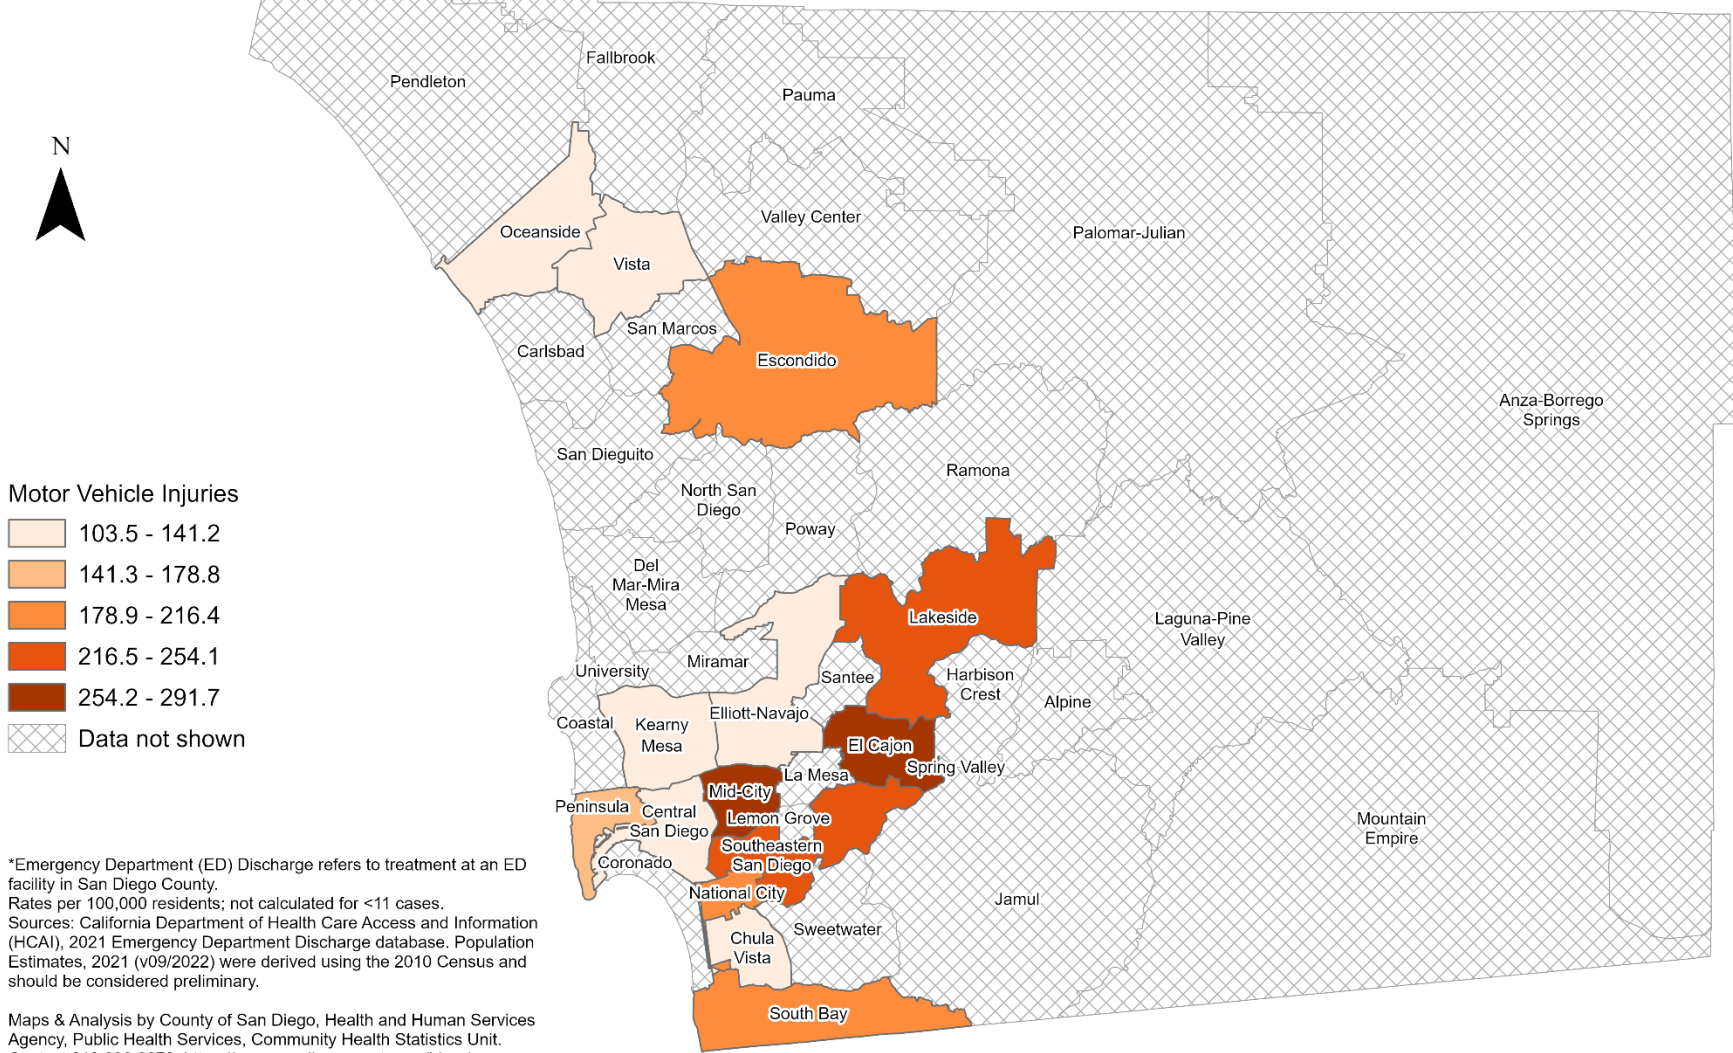 Fallbrook
Pendleton
Pauma
N
Valley Center
Oceanside
Palomar-Julian
Vista
San Marcos
Carlsbad
Escondido
Anza-Borrego
Springs
San Dieguito
Ramona
North San
Diego
Poway
Motor Vehicle Injuries
103.5 - 141.2
141.3 - 178.8
178.9 - 216.4
216.5 - 254.1
254.2 - 291.7
Data not shown
Del
Mar-Mira
Mesa
Lakeside
Laguna-Pine
Valley
Miramar
University
Santee
Harbison
Crest
Alpine
Coastal
Kearny
Mesa
Elliott-Navajo
El Cajon
Spring Valley
La Mesa
Mid-City
Peninsula
Central
San Diego
Lemon Grove
Mountain
Empire
Southeastern
San Diego
Coronado
National City
Jamul
Sweetwater
Chula
Vista
South Bay
*Emergency Department (ED) Discharge refers to treatment at an ED
facility in San Diego County.
Rates per 100,000 residents; not calculated for <11 cases.
Sources: California Department of Health Care Access and Information
(HCAI), 2021 Emergency Department Discharge database. Population
Estimates, 2021 (v09/2022) were derived using the 2010 Census and
should be considered preliminary.
Maps & Analysis by County of San Diego, Health and Human Services
Agency, Public Health Services, Community Health Statistics Unit.